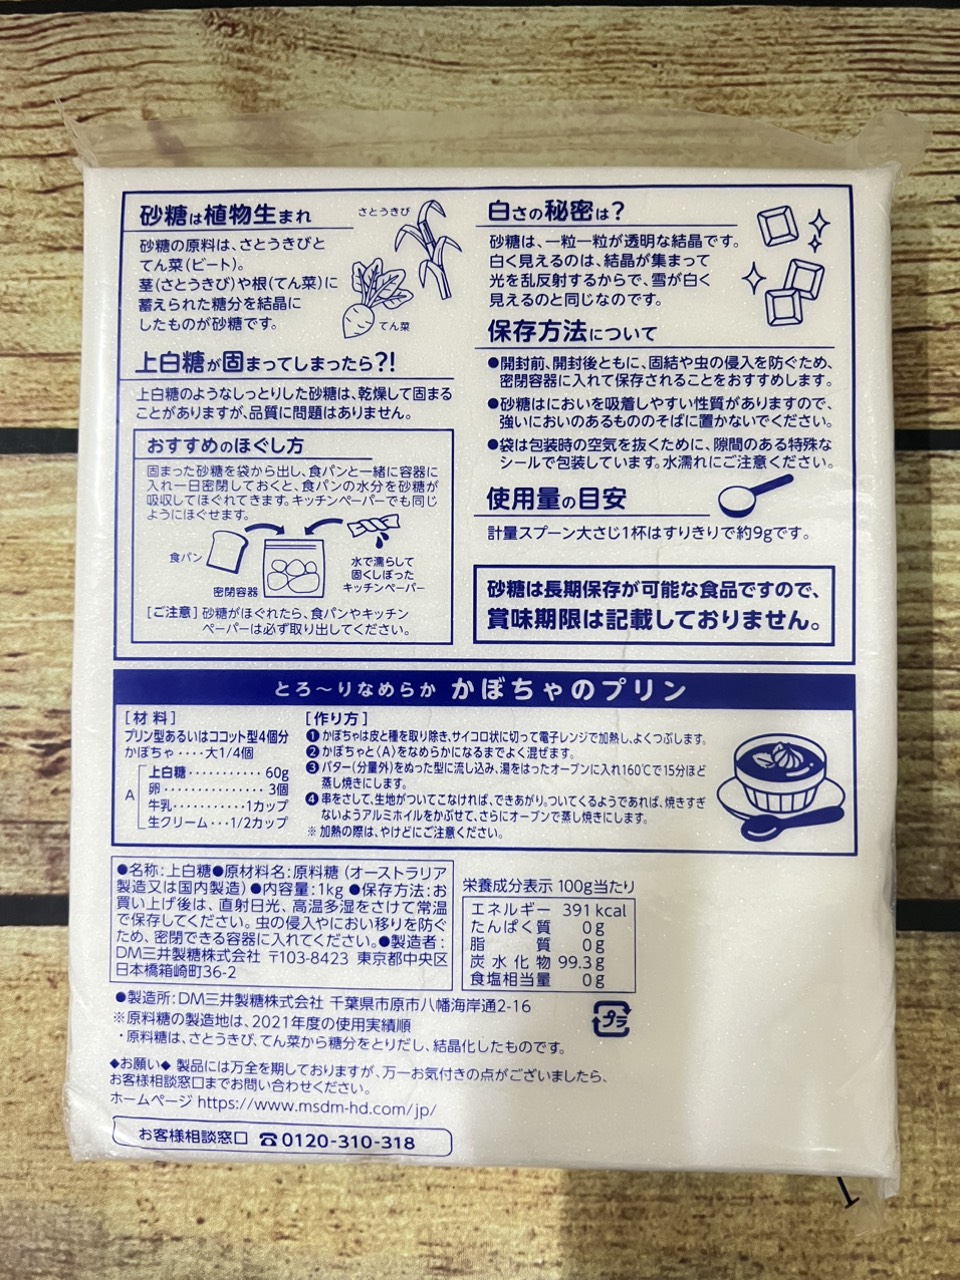 砂糖は植物生まれ
さとうきび
砂糖の原料は、さとうきびと
てん菜(ビート)。
茎(さとうきび)や根(てん菜)に
蓄えられた糖分を結晶に
したものが砂糖です。
てん菜
上白糖が固まってしまったら?!
上白糖のようなしっとりした砂糖は、乾燥して固まる
ことがありますが、品質に問題はありません。
おすすめのほぐし方
固まった砂糖を袋から出し、食パンと一緒に容器に
入れ一日密閉しておくと、食パンの水分を砂糖が
吸収してほぐれてきます。キッチンペーパーでも同じ
ようにほぐせます。
食パン
密閉容器
水で濡らして
固くしぼった
キッチンペーパー
[ご注意]砂糖がほぐれたら、食パンやキッチン
ペーパーは必ず取り出してください。
白さの秘密は?
砂糖は、一粒一粒が透明な結晶です。
白く見えるのは、結晶が集まって
光を乱反射するからで、雪が白く
見えるのと同じなのです。
保存方法について
●開封前、開封後ともに、固結や虫の侵入を防ぐため、
密閉容器に入れて保存されることをおすすめします。
●砂糖はにおいを吸着しやすい性質がありますので、
強いにおいのあるもののそばに置かないでください。
●袋は包装時の空気を抜くために、隙間のある特殊な
シールで包装しています。水濡れにご注意ください。
使用量の目安
計量スプーン大さじ1杯はすりきりで約9gです。
砂糖は長期保存が可能な食品ですので、
賞味期限は記載しておりません。
とろ〜りなめらか かぼちゃのプリン
[材料]
プリン型あるいはココット型4個分
かぼちゃ・・・・大1/4個
A
上白糖・・・・・・・・・・・60g
卵・・・・・・・・・・・・・・・3個
牛乳・・・・・・・・・・・1カップ
生クリーム・・・1/2カップ
[作り方]
❶かぼちゃは皮と種を取り除き、サイコロ状に切って電子レンジで加熱し、よくつぶします。
❷かぼちゃと〈A〉をなめらかになるまでよく混ぜます。
❸バター(分量外)をぬった型に流し込み、湯をはったオーブンに入れ160℃で15分ほど
蒸し焼きにします。
❹串をさして、生地がついてこなければ、できあがり。ついてくるようであれば、焼きすぎ
ないようアルミホイルをかぶせて、さらにオーブンで蒸し焼きにします。
※加熱の際は、やけどにご注意ください。
●名称:上白糖●原材料名:原料糖(オーストラリア
製造又は国内製造)●内容量:1kg●保存方法:お
買い上げ後は、直射日光、高温多湿をさけて常温
で保存してください。虫の侵入やにおい移りを防ぐ
ため、密閉できる容器に入れてください。●製造者:
DM三井製糖株式会社 〒103-8423 東京都中央区
日本橋箱崎町36-2
栄養成分表示 100g当たり
エネルギー 391kcal
たんぱく質 0g
脂質 0g
炭水化物 99.3g
食塩相当量 0g
●製造所:DM三井製糖株式会社 千葉県市原市八幡海岸通2-16
プラ
※原料糖の製造地は、2021年度の使用実績順
・原料糖は、さとうきび、てん菜から糖分をとりだし、結晶化したものです。
◆お願い◆ 製品には万全を期しておりますが、万一お気付きの点がございましたら、
お客様相談窓口までお問い合わせください。
ホームページ https://www.msdm-hd.com/jp/
お客様相談窓口 ☎0120-310-318